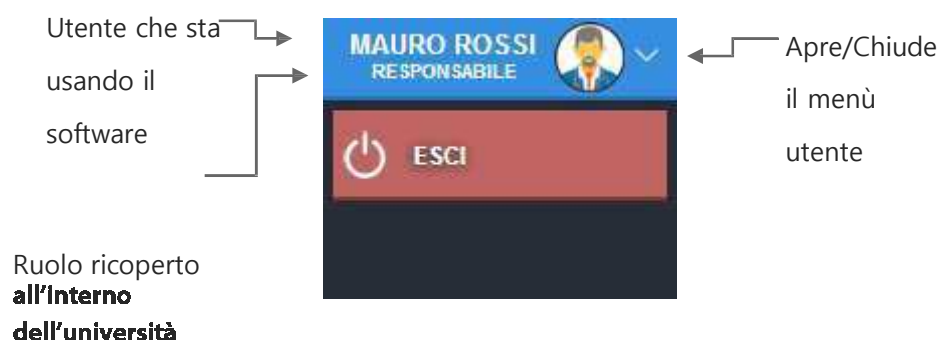 Utente che sta
usando il
software
MAURO ROSSI
RESPONSABILE
Apre/Chiude
il menù
utente
ESCI
Ruolo ricoperto
all'interno
dell'università